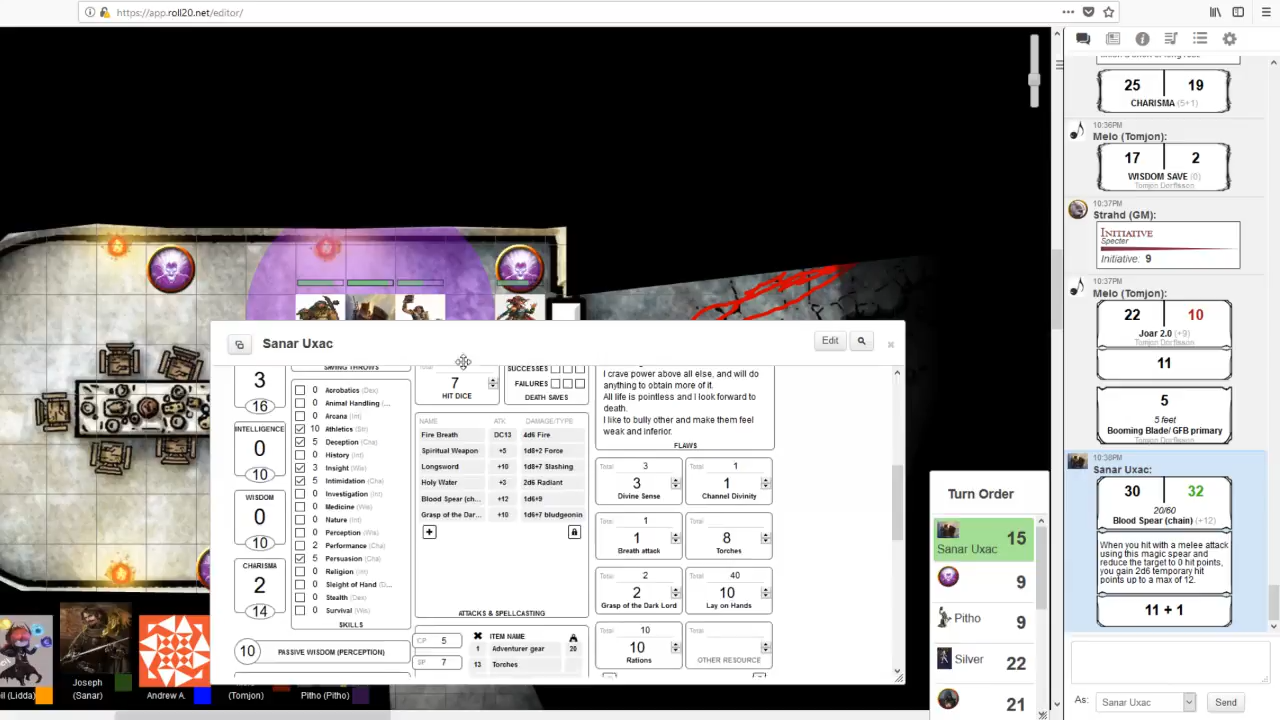 https://app.roll20.net/editor/
25 19
CHARISMA (5+1)
10:36PM
Melo (Tomjon):
17 2
WISDOM SAVE (0)
Tomjon Dorfisson
10:37PM
Strahd (GM):
INITIATIVE
Specter
Initiative: 9
10:37PM
Melo (Tomjon):
22 10
Joar 2.0 (+9)
Tomjon Dorfisson
11
5
5 feet
Booming Blade/ GFB primary
Tomjon Dorfisson
10:38PM
Sanar Uxac:
30 32
20/60
Blood Spear (chain) (+12)
When you hit with a melee attack
using this magic spear and
reduce the target to 0 hit points,
you gain 2d6 temporary hit
points up to a max of 12.
11 + 1
As: Sanar Uxac Send
Sanar Uxac
Edit
3
16
INTELLIGENCE
0
10
WISDOM
0
10
CHARISMA
2
14
SAVING THROWS
0 Acrobatics (Dex)
0 Animal Handling (...
0 Arcana (Int)
10 Athletics (Str)
5 Deception (Cha)
0 History (Int)
3 Insight (Wis)
5 Intimidation (Cha)
0 Investigation (Int)
0 Medicine (Wis)
0 Nature (Int)
0 Perception (Wis)
2 Performance (Cha)
5 Persuasion (Cha)
0 Religion (Int)
0 Sleight of Hand (D...
0 Stealth (Dex)
0 Survival (Wis)
SKILLS
10 PASSIVE WISDOM (PERCEPTION)
Total
7
HIT DICE
SUCCESSES
FAILURES
DEATH SAVES
NAME ATK DAMAGE/TYPE
Fire Breath DC13 4d6 Fire
Spiritual Weapon +5 1d8+2 Force
Longsword +10 1d8+7 Slashing
Holy Water +3 2d6 Radiant
Blood Spear (ch... +12 1d6+9
Grasp of the Dar... +10 1d6+7 bludgeonin
ATTACKS & SPELLCASTING
CP 5
SP 7
ITEM NAME
1 Adventurer gear 20
13 Torches
I crave power above all else, and will do
anything to obtain more of it.
All life is pointless and I look forward to
death.
I like to bully other and make them feel
weak and inferior.
FLAWS
Total 3
3
Divine Sense
Total 1
1
Channel Divinity
Total 1
1
Breath attack
Total
8
Torches
Total 2
2
Grasp of the Dark Lord
Total 40
10
Lay on Hands
Total 10
10
Rations
Total
OTHER RESOURCE
Turn Order
Sanar Uxac 15
9
Pitho 9
Silver 22
21
il (Lidda)
Joseph
(Sanar)
Andrew A.
(Tomjon)
Pitho (Pitho)